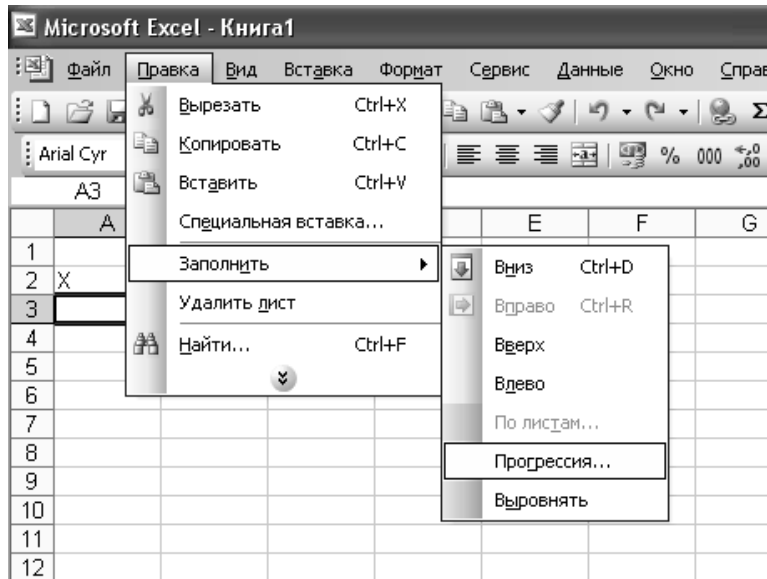 Microsoft Excel - Книга1
Файл Правка Вид Вставка Формат Сервис Данные Окно Справ
Arial Cyr % 000
A3
A E F G
1
2 X
3
4
5
6
7
8
9
10
11
12
Вырезать Ctrl+X
Копировать Ctrl+C
Вставить Ctrl+V
Специальная вставка...
Заполнить
Удалить лист
Найти... Ctrl+F
Вниз Ctrl+D
Вправо Ctrl+R
Вверх
Влево
По листам...
Прогрессия...
Выровнять